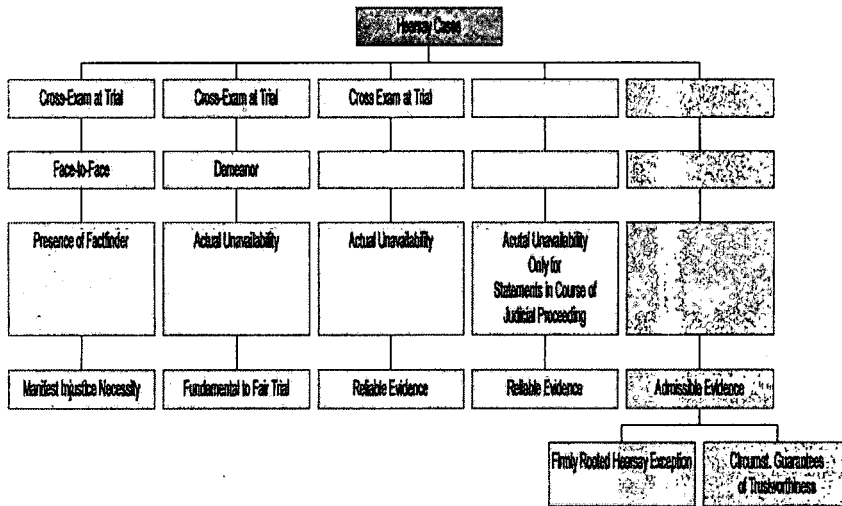 Hearsay Cases
Cross-Exam at Trial
Cross-Exam at Trial
Cross Exam at Trial
Face-to-Face
Demeanor
Presence of Factfinder
Actual Unavailability
Actual Unavailability
Acutal Unavailability
Only for
Statements in Course of
Judicial Proceeding
Manifest Injustice Necessity
Fundamental to Fair Trial
Reliable Evidence
Reliable Evidence
Admissible Evidence
Firmly Rooted Hearsay Exception
Circumst. Guarantees
of Trustworthiness